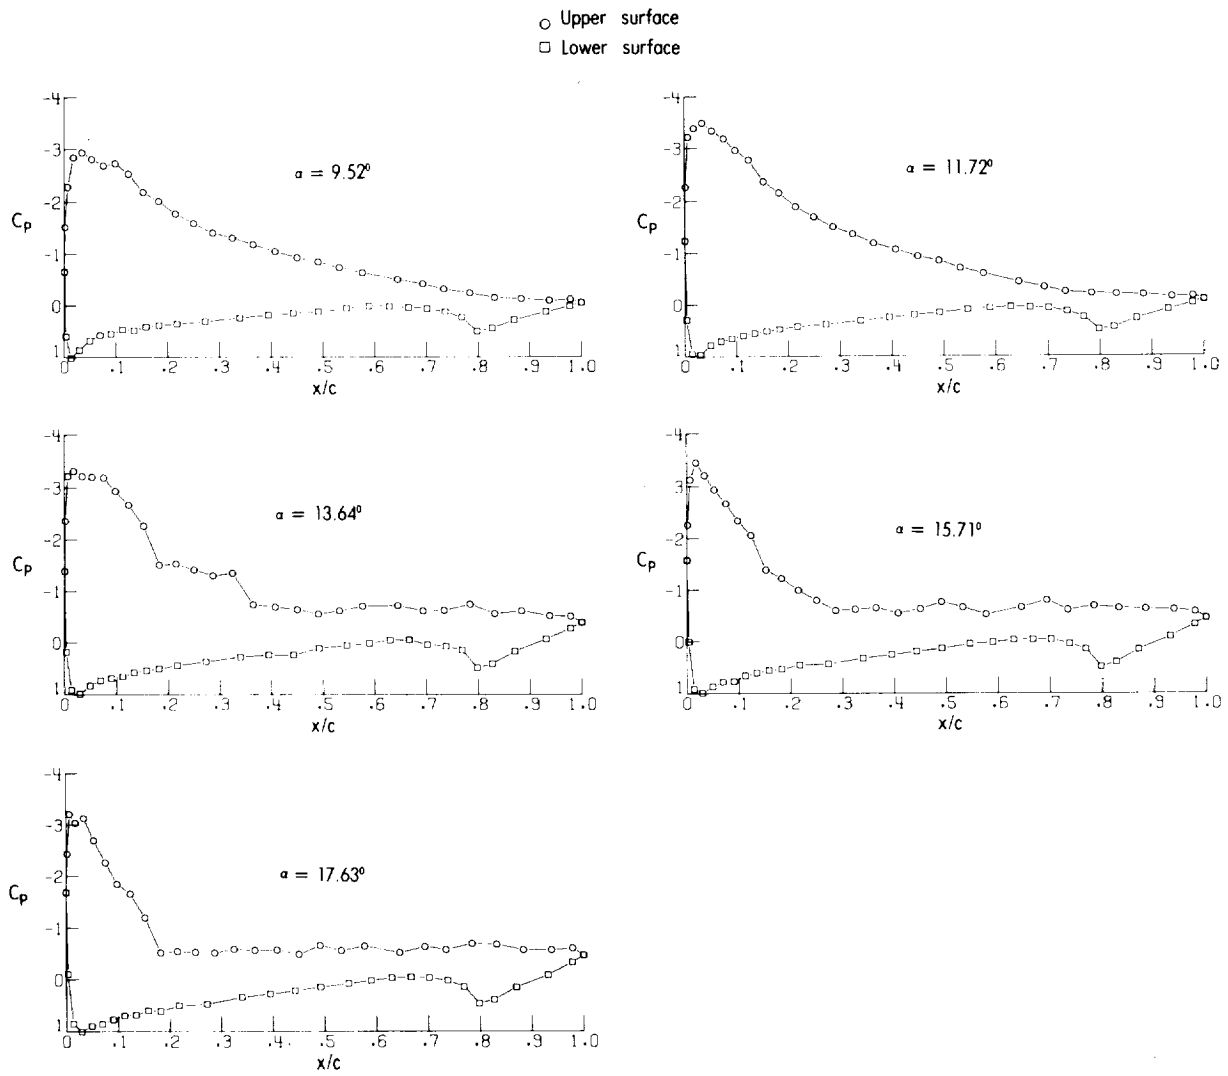 Upper surface
Lower surface
-4
-3
-2
-1
0
1
Cp
α = 9.52⁰
0 .1 .2 .3 .4 .5 .6 .7 .8 .9 1.0
x/c
-4
-3
-2
-1
0
1
Cp
α = 11.72⁰
0 .1 .2 .3 .4 .5 .6 .7 .8 .9 1.0
x/c
-4
-3
-2
-1
0
1
Cp
α = 13.64⁰
0 .1 .2 .3 .4 .5 .6 .7 .8 .9 1.0
x/c
-4
3
-2
-1
0
1
Cp
α = 15.71⁰
0 .1 .2 .3 .4 .5 .6 .7 .8 .9 1.0
x/c
-4
-3
-2
-1
0
1
Cp
α = 17.63⁰
0 .1 .2 .3 .4 .5 .6 .7 .8 .9 1.0
x/c